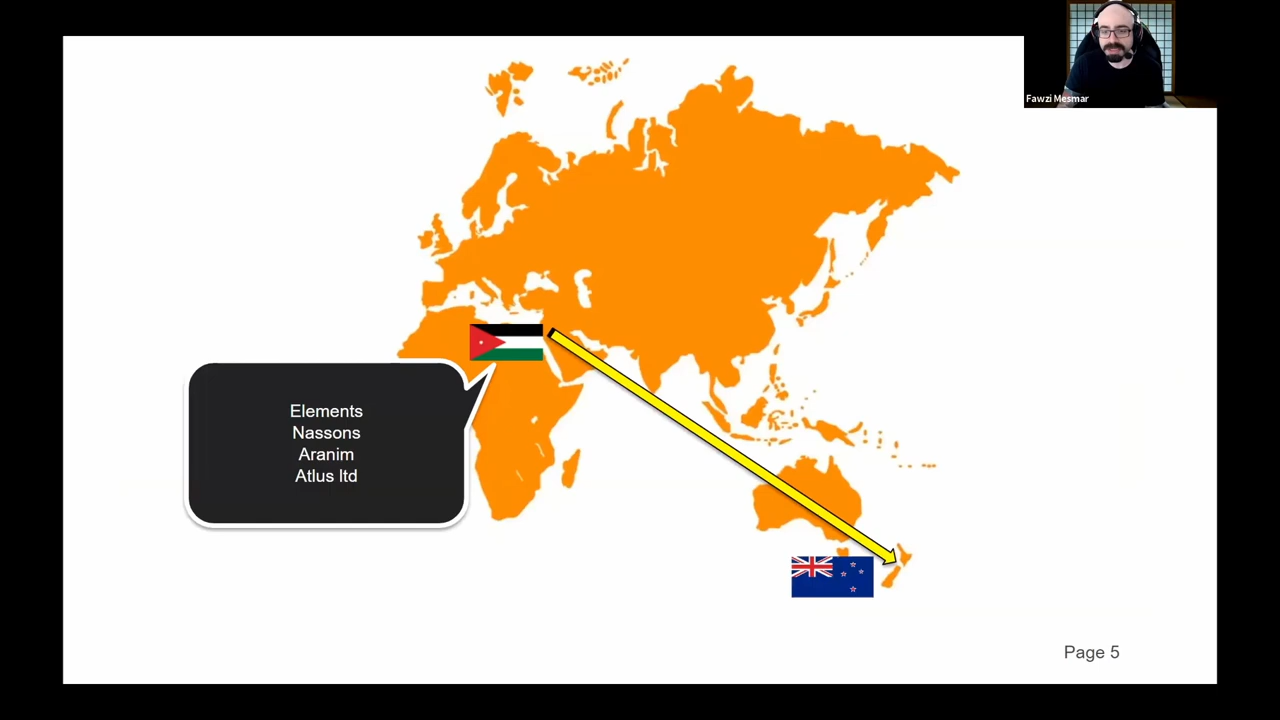 Fawzi Mesmar
Elements
Nassons
Aranim
Atlus ltd
Page 5